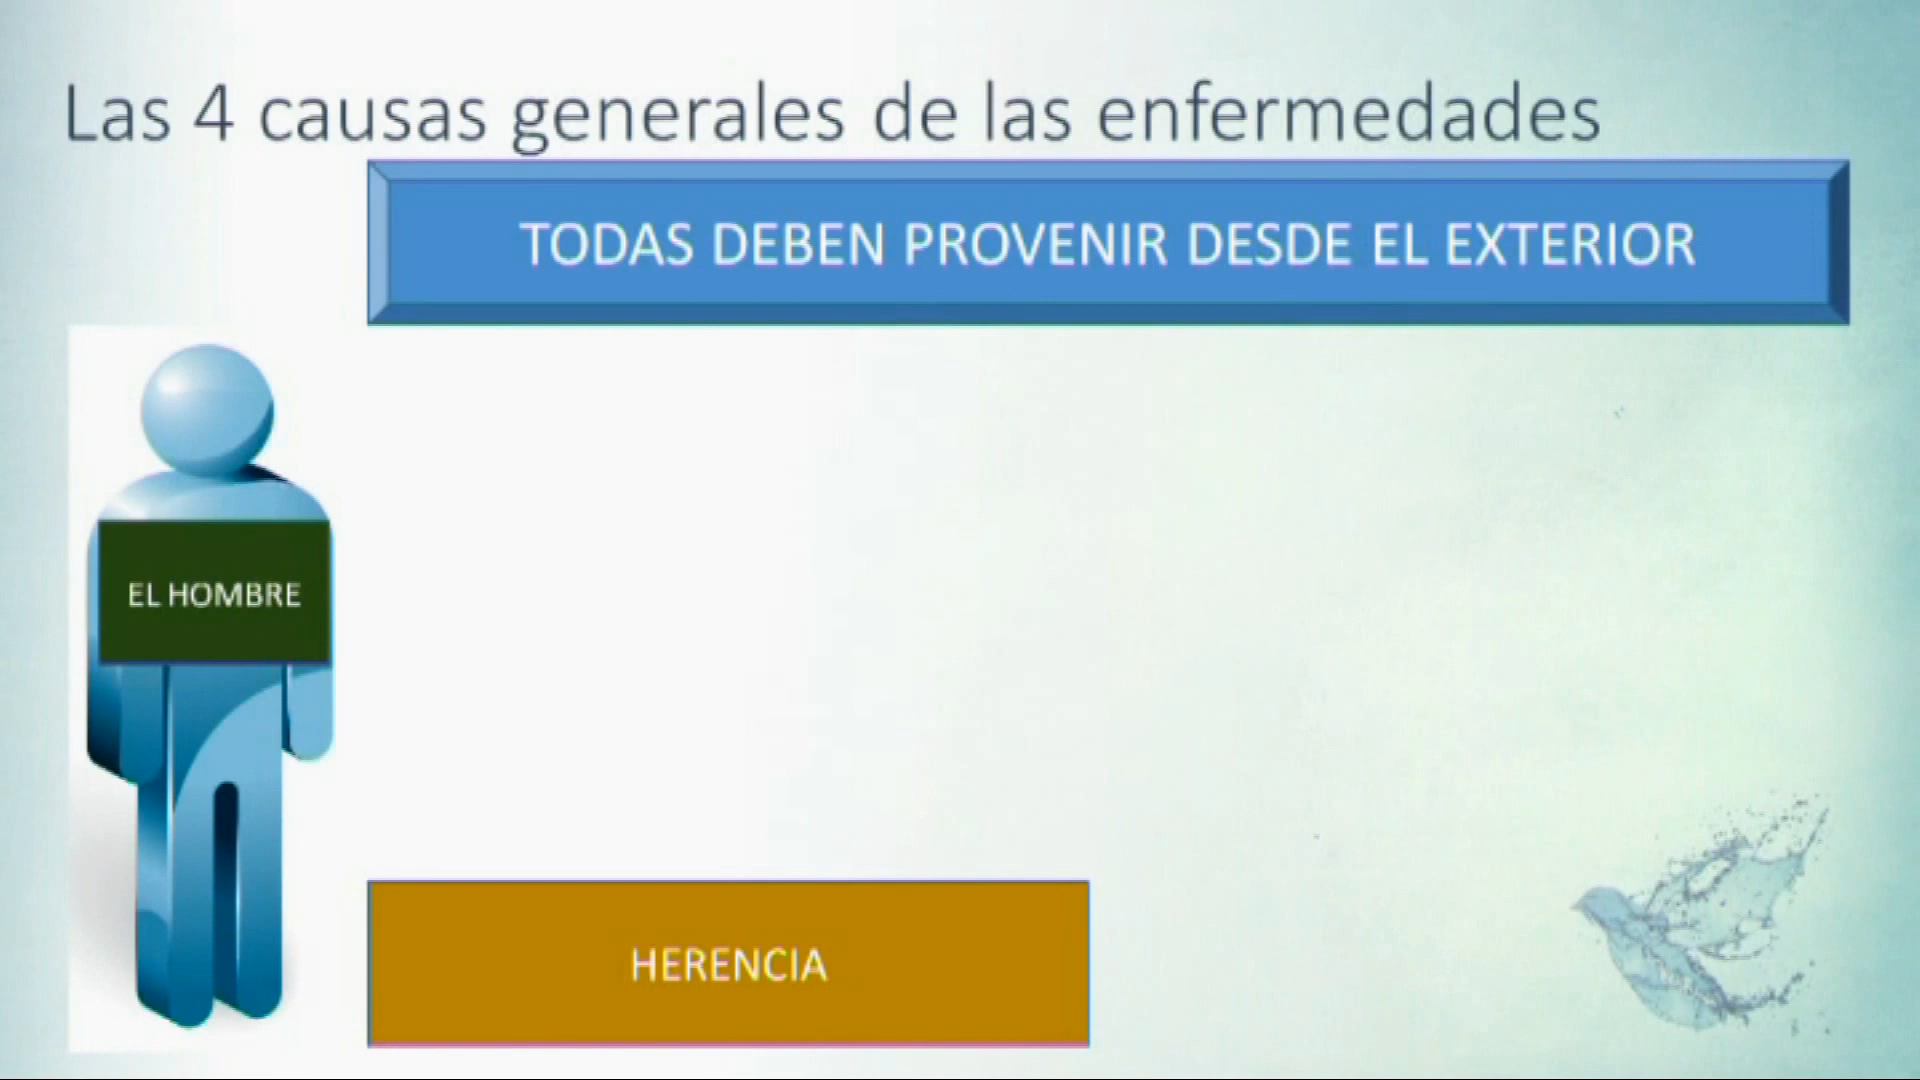 Las 4 causas generales de las enfermedades
TODAS DEBEN PROVENIR DESDE EL EXTERIOR
EL HOMBRE
HERENCIA